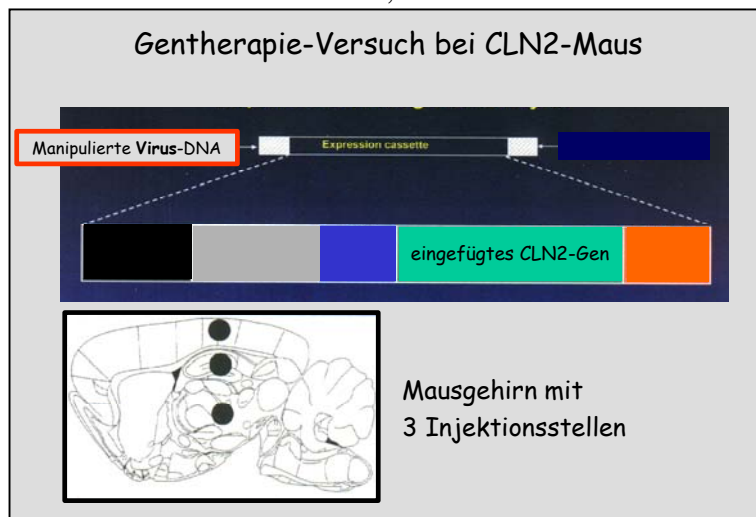 Gentherapie-Versuch bei CLN2-Maus
Manipulierte Virus-DNA
Expression cassette
eingefügtes CLN2-Gen
Mausgehirn mit
3 Injektionsstellen